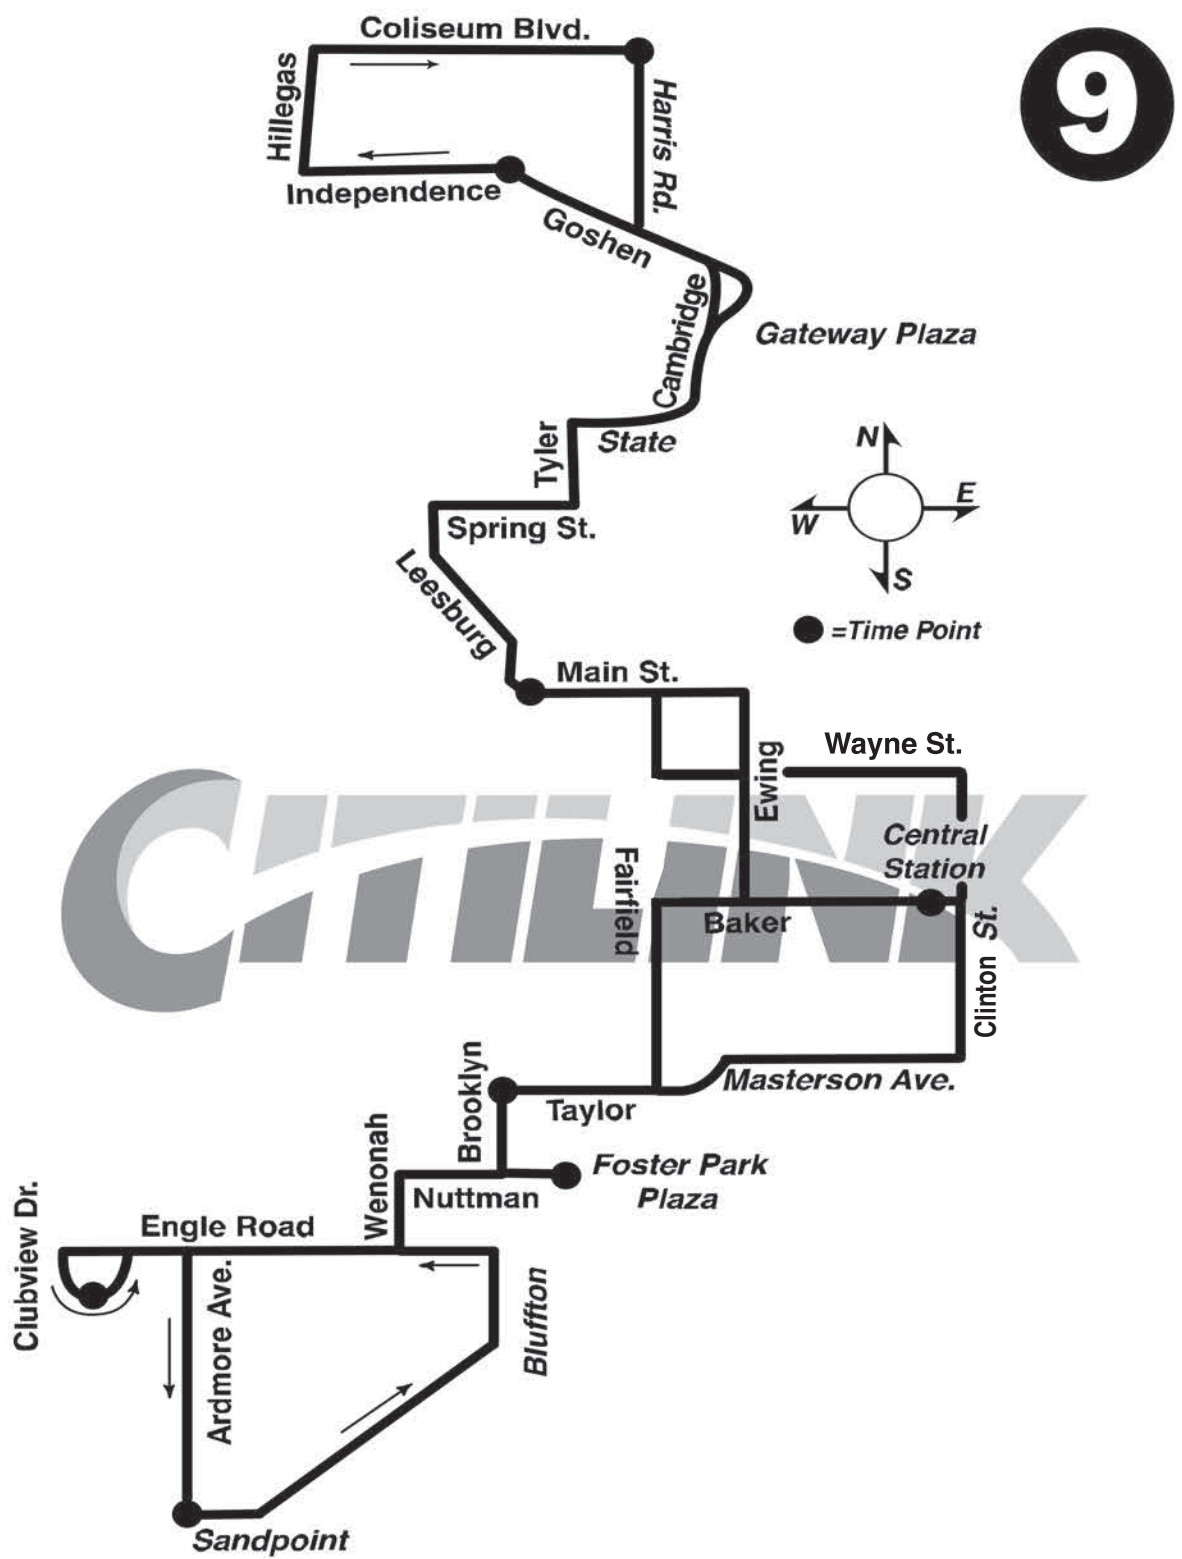 Coliseum Blvd.
9
Hillegas
Harris Rd.
Independence
Goshen
Cambridge
Gateway Plaza
State
Tyler
Spring St.
N
E
W
S
Leesburg
=Time Point
Main St.
Ewing
Wayne St.
CITILINK
Central
Station
Fairfield
Baker
Clinton St.
Brooklyn
Masterson Ave.
Taylor
Wenonah
Foster Park
Plaza
Nuttman
Clubview Dr.
Engle Road
Ardmore Ave.
Bluffton
Sandpoint